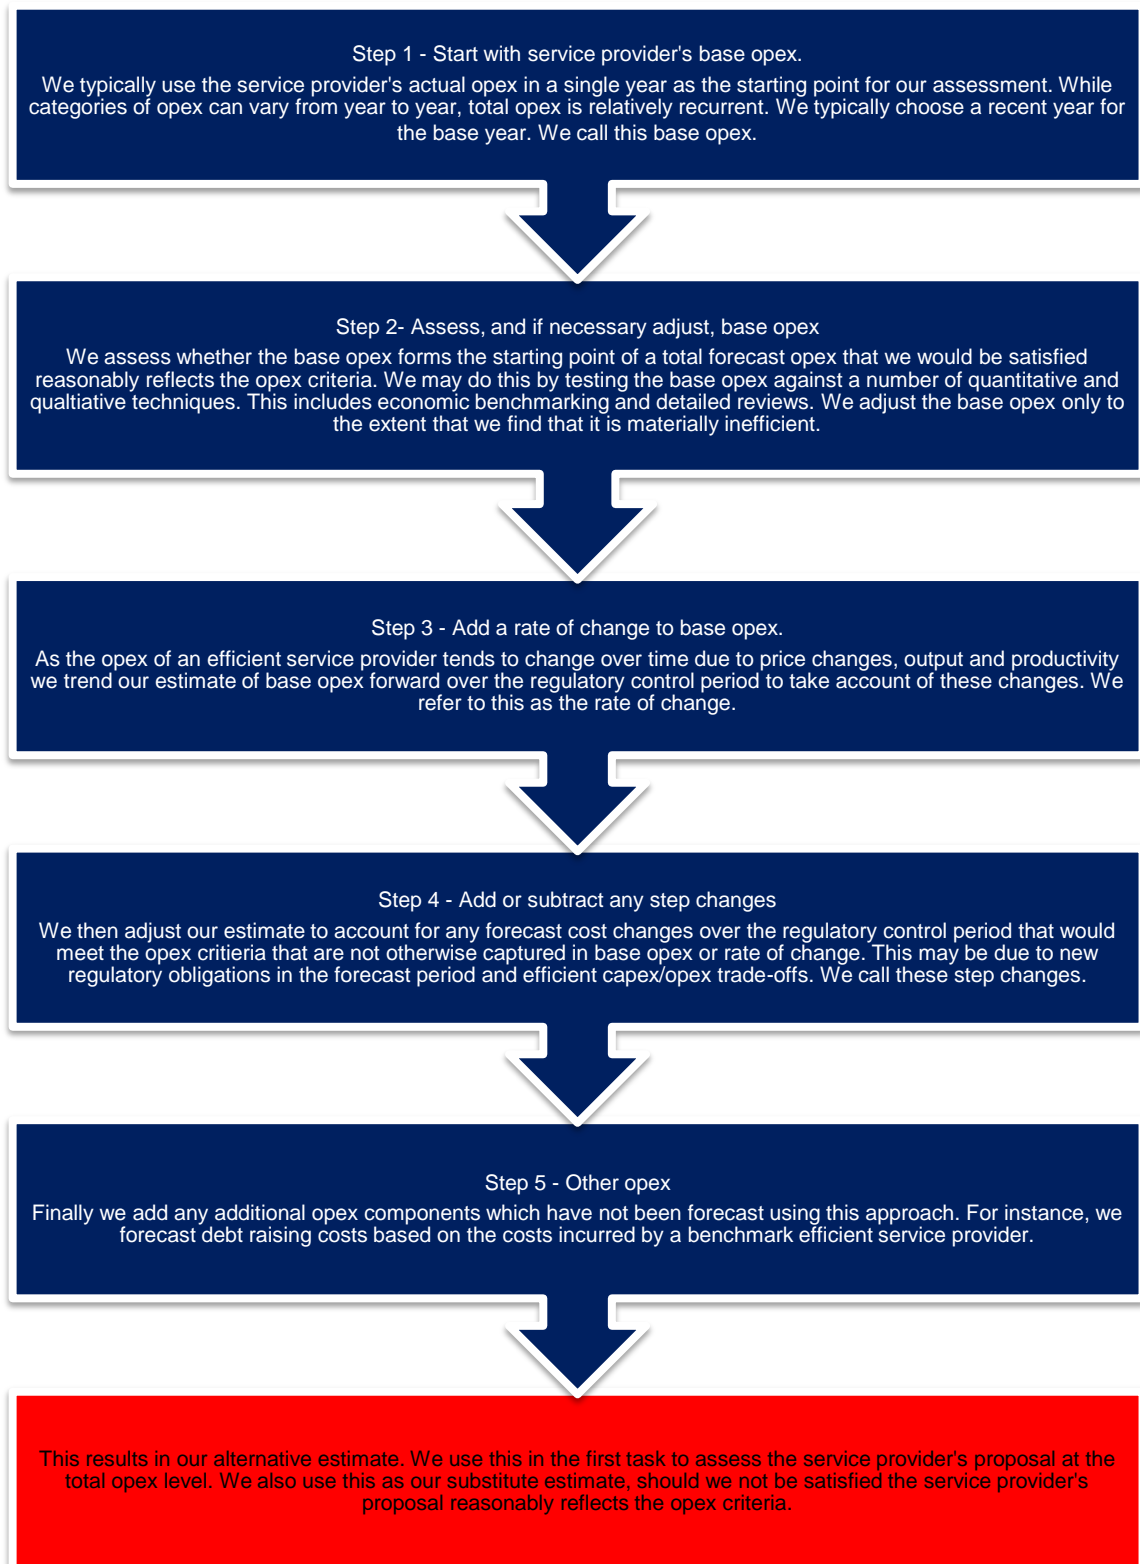 Step 1 - Start with service provider's base opex.
We typically use the service provider's actual opex in a single year as the starting point for our assessment. While
categories of opex can vary from year to year, total opex is relatively recurrent. We typically choose a recent year for
the base year. We call this base opex.
Step 2- Assess, and if necessary adjust, base opex
We assess whether the base opex forms the starting point of a total forecast opex that we would be satisfied
reasonably reflects the opex criteria. We may do this by testing the base opex against a number of quantitative and
qualtiative techniques. This includes economic benchmarking and detailed reviews. We adjust the base opex only to
the extent that we find that it is materially inefficient.
Step 3 - Add a rate of change to base opex.
As the opex of an efficient service provider tends to change over time due to price changes, output and productivity
we trend our estimate of base opex forward over the regulatory control period to take account of these changes. We
refer to this as the rate of change.
Step 4 - Add or subtract any step changes
We then adjust our estimate to account for any forecast cost changes over the regulatory control period that would
meet the opex critieria that are not otherwise captured in base opex or rate of change. This may be due to new
regulatory obligations in the forecast period and efficient capex/opex trade-offs. We call these step changes.
Step 5 - Other opex
Finally we add any additional opex components which have not been forecast using this approach. For instance, we
forecast debt raising costs based on the costs incurred by a benchmark efficient service provider.
This results in our alternative estimate. We use this in the first task to assess the service provider's proposal at the
total opex level. We also use this as our substitute estimate, should we not be satisfied the service provider's
proposal reasonably reflects the opex criteria.